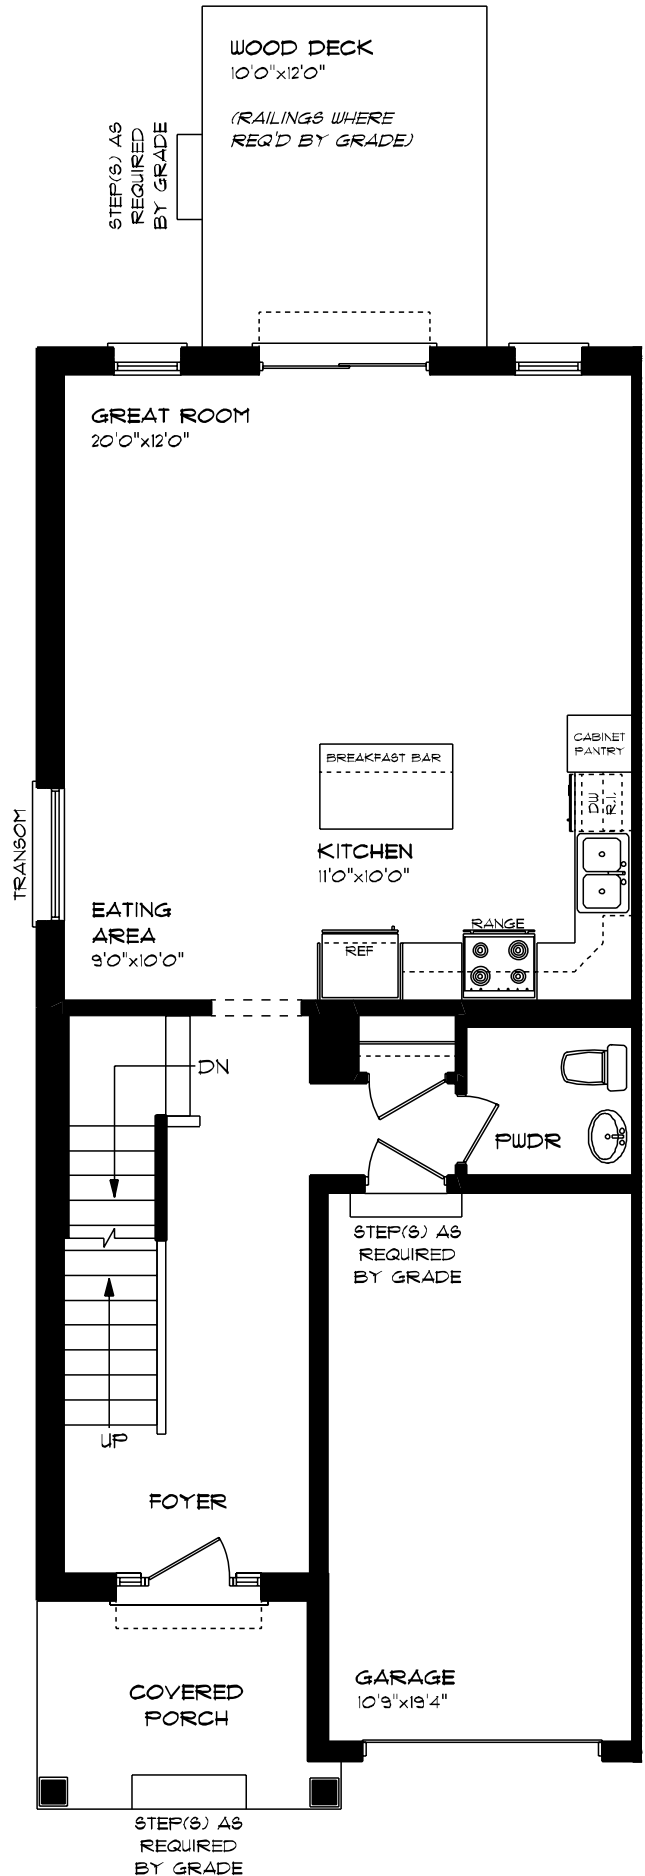 WOOD DECK
10'0"x12'0"
(RAILINGS WHERE
REQ'D BY GRADE)
STEP(S) AS
REQUIRED
BY GRADE
GREAT ROOM
20'0"x12'0"
CABINET
PANTRY
BREAKFAST BAR
DW
R.I.
TRANSOM
KITCHEN
11'0"x10'0"
EATING
AREA
9'0"x10'0"
RANGE
REF
DN
PWDR
STEP(S) AS
REQUIRED
BY GRADE
UP
FOYER
GARAGE
10'9"x19'4"
COVERED
PORCH
STEP(S) AS
REQUIRED
BY GRADE